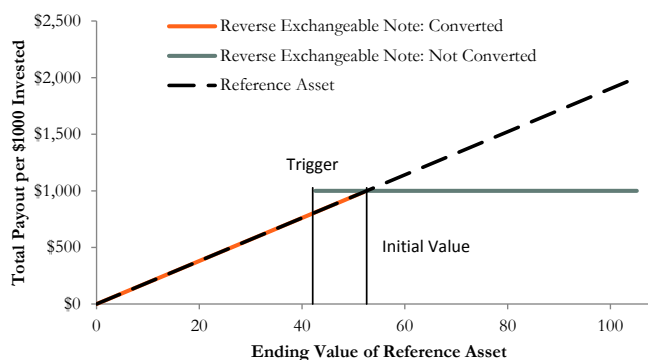 $2,500
$2,000
$1,500
$1,000
$500
$0
Total Payout per $1000 Invested
Reverse Exchangeable Note: Converted
Reverse Exchangeable Note: Not Converted
Reference Asset
Trigger
Initial Value
0 20 40 60 80 100
Ending Value of Reference Asset